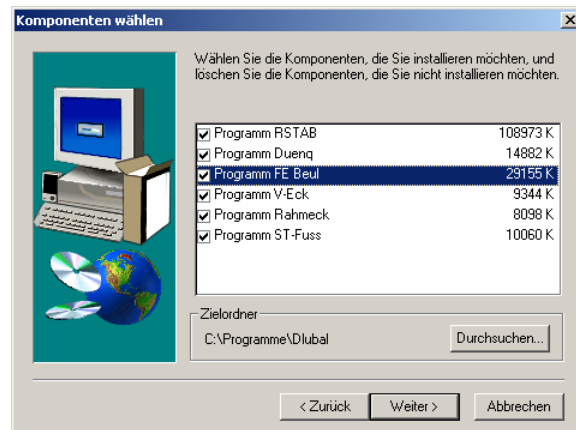 Komponenten wählen
Wählen Sie die Komponenten, die Sie installieren möchten, und
löschen Sie die Komponenten, die Sie nicht installieren möchten.
Programm RSTAB 108973 K
Programm Duenq 14882 K
Programm FE Beul 29155 K
Programm V-Eck 9344 K
Programm Rahmeck 8098 K
Programm ST-Fuss 10060 K
Zielordner
C:\Programme\Dlubal Durchsuchen...
< Zurück Weiter > Abbrechen